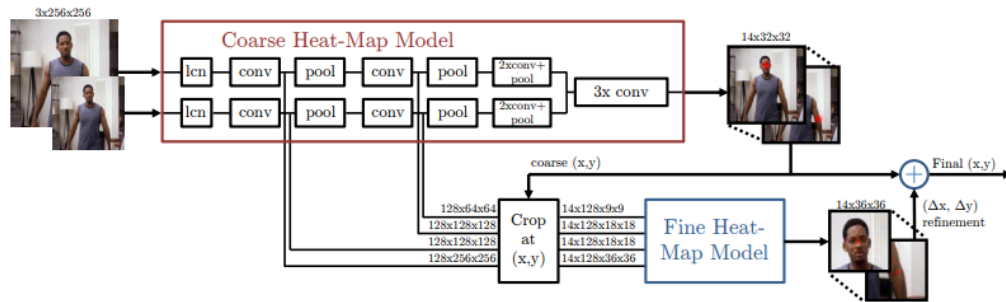 3x256x256
Coarse Heat-Map Model
lcn
conv
pool
conv
pool
2xconv+
pool
lcn
conv
pool
conv
pool
2xconv+
pool
3x conv
14x32x32
coarse (x,y)
Final (x,y)
+
(Δx, Δy)
refinement
128x64x64
128x128x128
128x128x128
128x256x256
Crop
at
(x,y)
14x128x9x9
14x128x18x18
14x128x18x18
14x128x36x36
Fine Heat-
Map Model
14x36x36